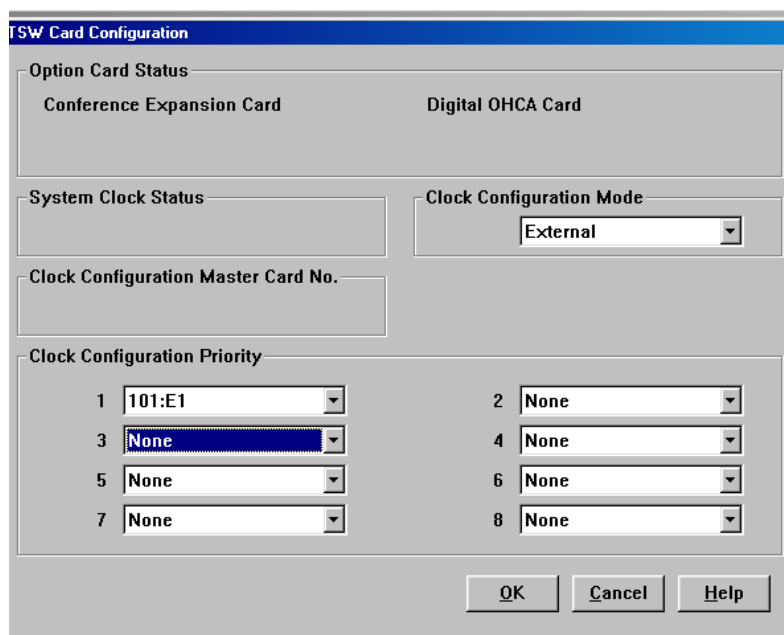 TSW Card Configuration
Option Card Status
Conference Expansion Card Digital OHCA Card
System Clock Status Clock Configuration Mode
External
Clock Configuration Master Card No.
Clock Configuration Priority
1 101:E1 2 None
3 None 4 None
5 None 6 None
7 None 8 None
OK Cancel Help